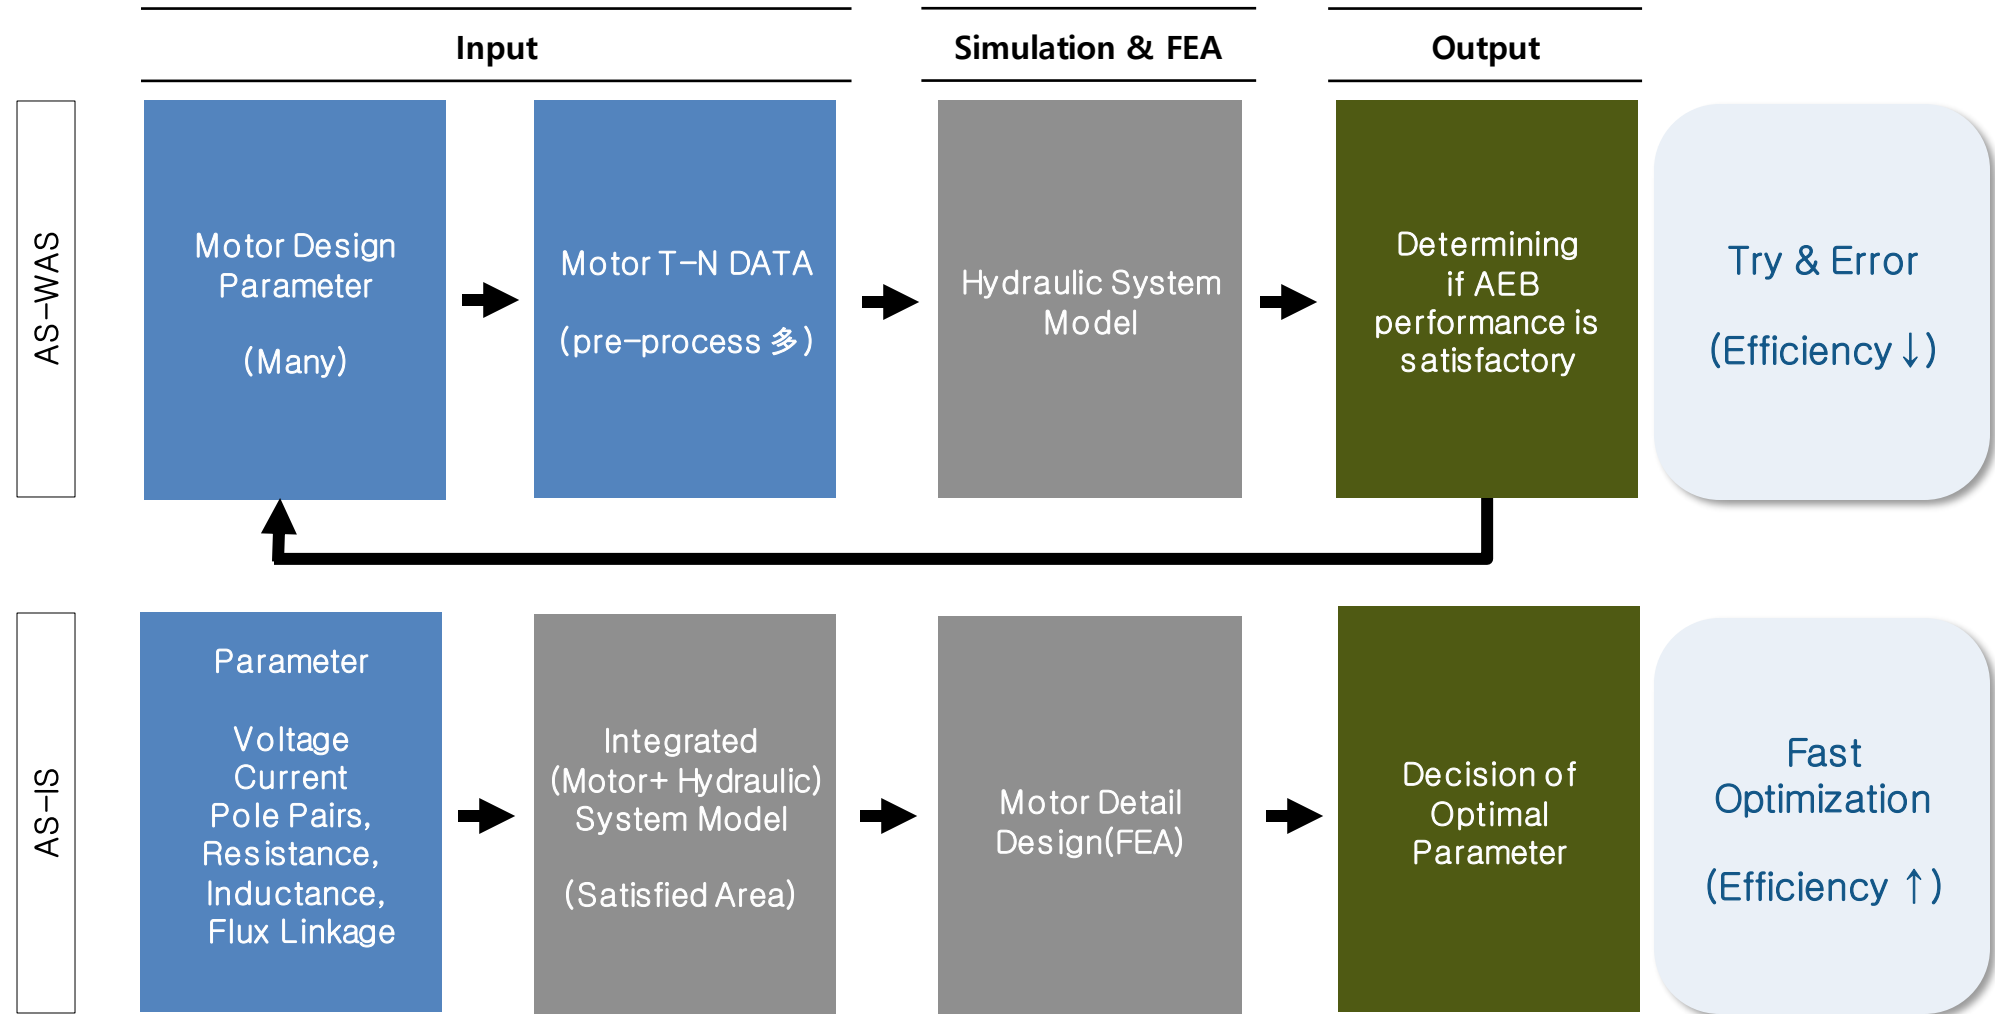 Input
Simulation & FEA
Output
AS-WAS
Motor Design
Parameter
(Many)
Motor T-N DATA
(pre-process 多)
Hydraulic System
Model
Determining
if AEB
performance is
satisfactory
Try & Error
(Efficiency↓)
AS-IS
Parameter
Voltage
Current
Pole Pairs,
Resistance,
Inductance,
Flux Linkage
Integrated
(Motor+ Hydraulic)
System Model
(Satisfied Area)
Motor Detail
Design(FEA)
Decision of
Optimal
Parameter
Fast
Optimization
(Efficiency ↑)